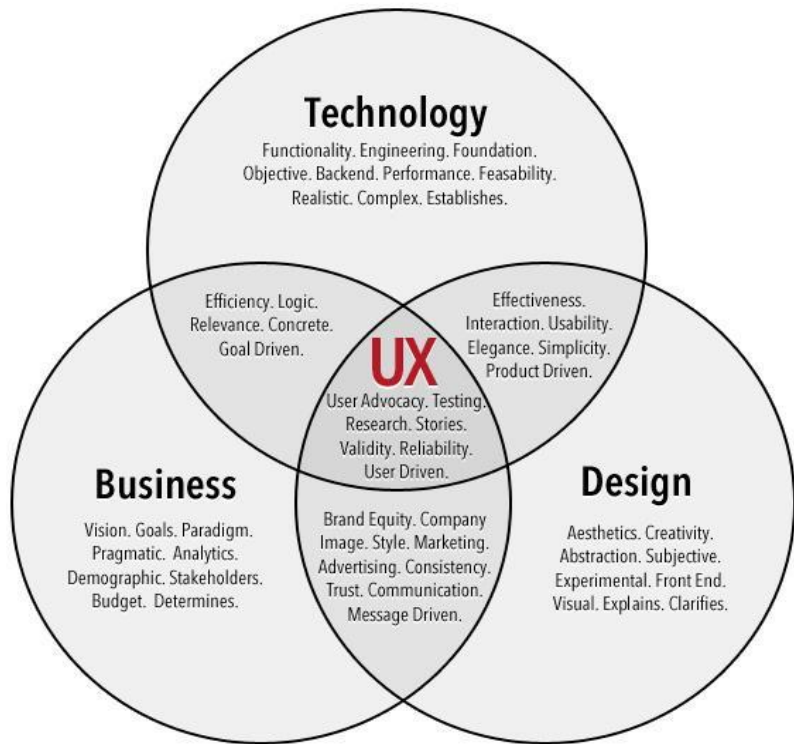 Technology
Functionality. Engineering. Foundation.
Objective. Backend. Performance. Feasability.
Realistic. Complex. Establishes.
Efficiency. Logic.
Relevance. Concrete.
Goal Driven.
Effectiveness.
Interaction. Usability.
Elegance. Simplicity.
Product Driven.
UX
User Advocacy. Testing.
Research. Stories.
Validity. Reliability.
User Driven.
Business
Vision. Goals. Paradigm.
Pragmatic. Analytics.
Demographic. Stakeholders.
Budget. Determines.
Brand Equity. Company
Image. Style. Marketing.
Advertising. Consistency.
Trust. Communication.
Message Driven.
Design
Aesthetics. Creativity.
Abstraction. Subjective.
Experimental. Front End.
Visual. Explains. Clarifies.